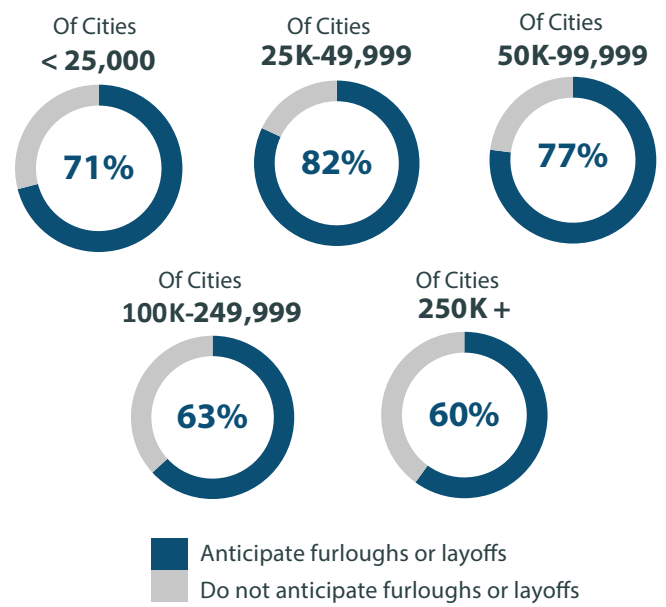 Of Cities
< 25,000
71%
Of Cities
25K-49,999
82%
Of Cities
50K-99,999
77%
Of Cities
100K-249,999
63%
Of Cities
250K +
60%
Anticipate furloughs or layoffs
Do not anticipate furloughs or layoffs